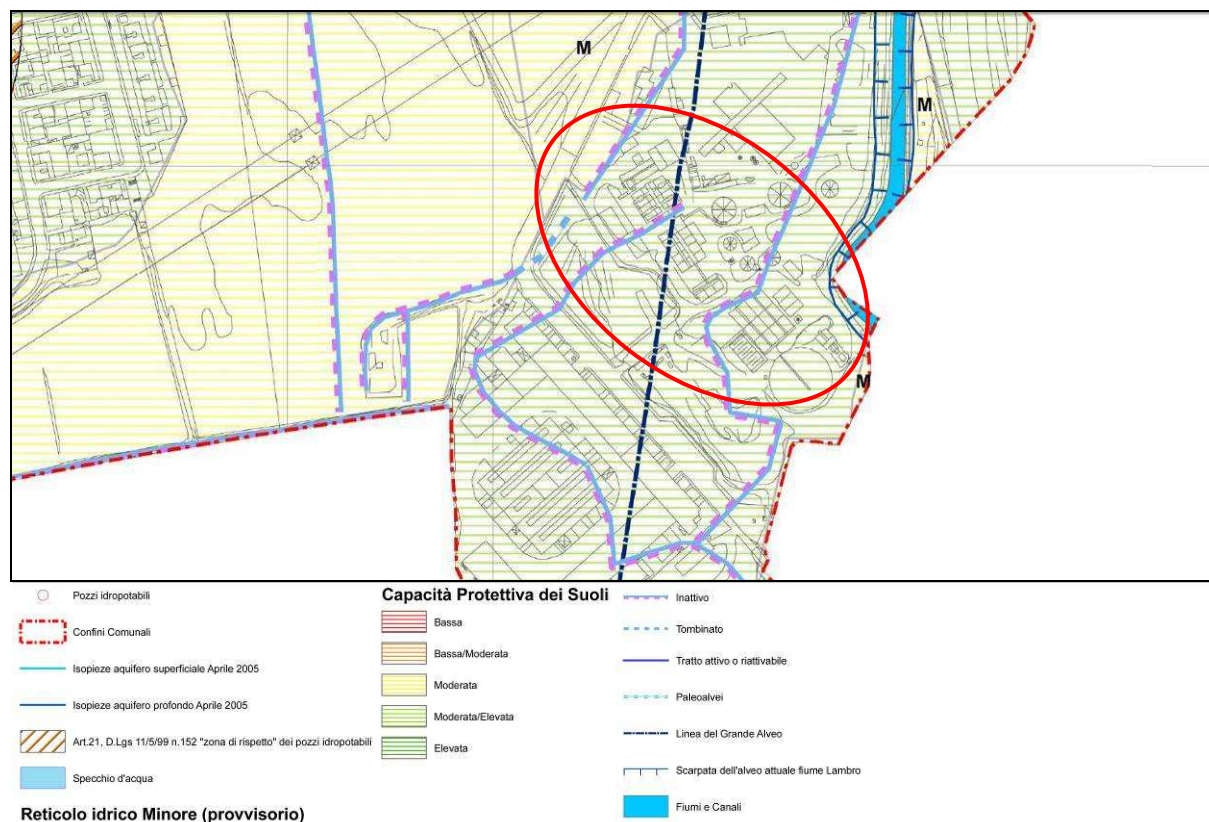 M
M
M
Pozzi idropotabili
Confini Comunali
Isopieze aquifero superficiale Aprile 2005
Isopieze aquifero profondo Aprile 2005
Art.21, D.Lgs 11/5/99 n.152 "zona di rispetto" dei pozzi idropotabili
Specchio d'acqua
Reticolo idrico Minore (provvisorio)
Capacità Protettiva dei Suoli
Bassa
Bassa/Moderata
Moderata
Moderata/Elevata
Elevata
Inattivo
Tombinato
Tratto attivo o riattivabile
Paleoalvei
Linea del Grande Alveo
Scarpata dell'alveo attuale fiume Lambro
Fiumi e Canali